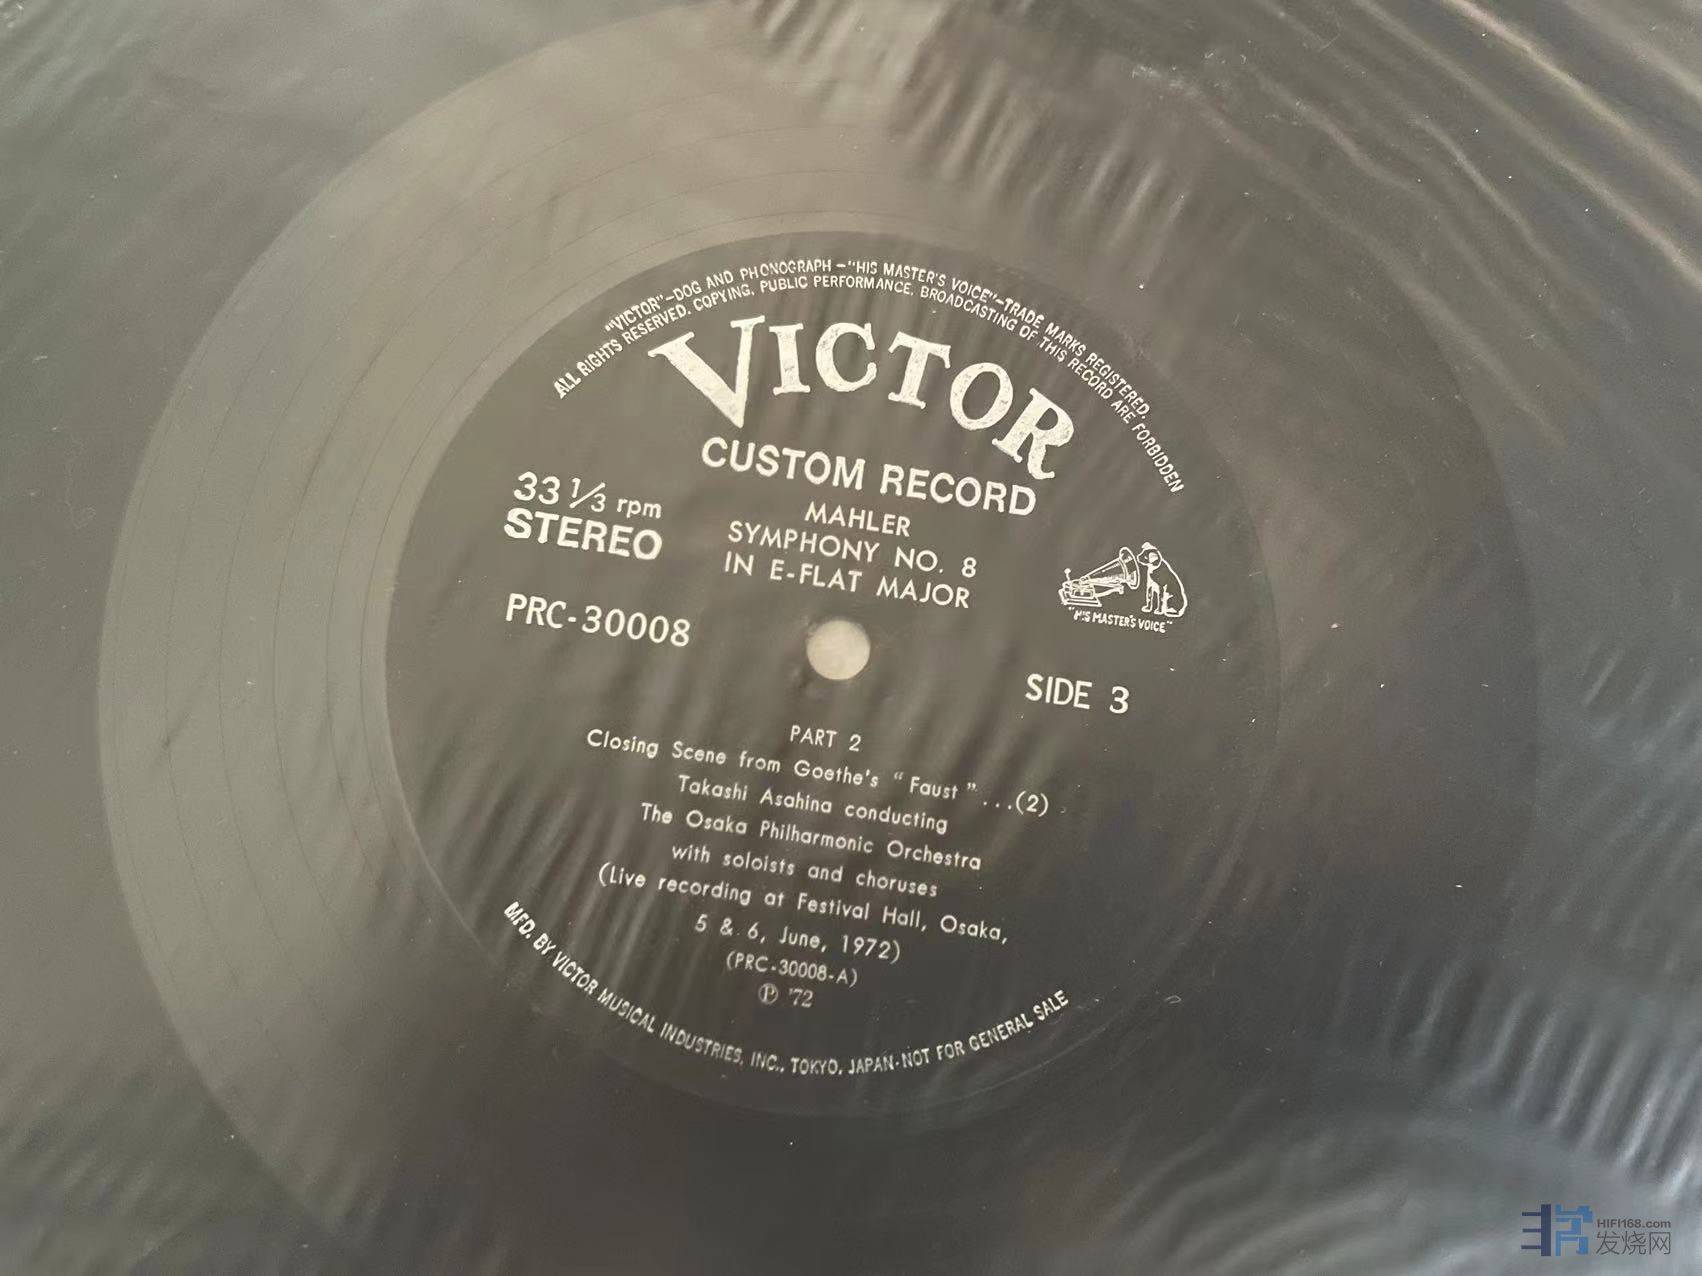 "VICTOR"-DOG AND PHONOGRAPH-"HIS MASTER'S VOICE"-TRADE MARKS REGISTERED.
ALL RIGHTS RESERVED. COPYING, PUBLIC PERFORMANCE, BROADCASTING OF THIS RECORD ARE FORBIDDEN
VICTOR
CUSTOM RECORD
33 1/3 rpm
STEREO
MAHLER
SYMPHONY NO. 8
IN E-FLAT MAJOR
"HIS MASTER'S VOICE"
PRC-30008
SIDE 3
PART 2
Closing Scene from Goethe's "Faust"...(2)
Takashi Asahina conducting
The Osaka Philharmonic Orchestra
with soloists and choruses
(Live recording at Festival Hall, Osaka,
5 & 6, June, 1972)
(PRC-30008-A)
Ⓟ '72
MFD. BY VICTOR MUSICAL INDUSTRIES, INC., TOKYO, JAPAN-NOT FOR GENERAL SALE
HIFI168.com
发烧网